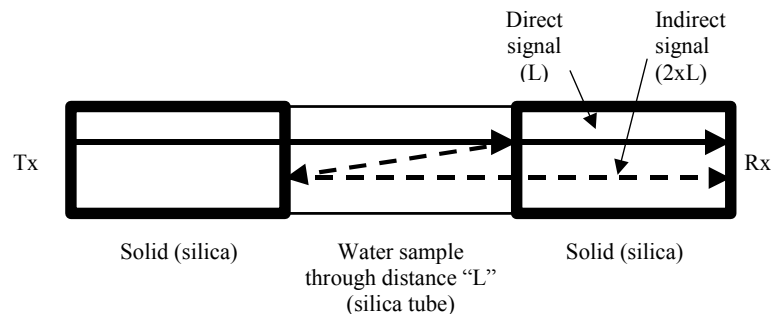 Direct
signal
(L)
Indirect
signal
(2xL)
Tx
Rx
Solid (silica)
Water sample
through distance “L”
(silica tube)
Solid (silica)